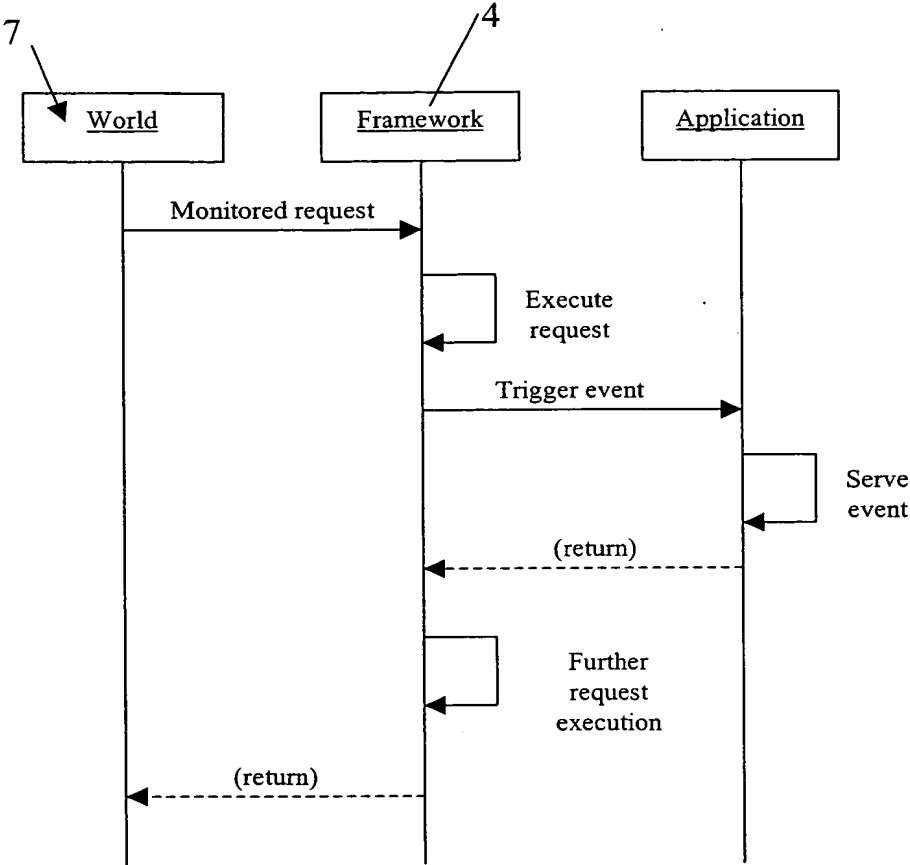 7
4
World
Framework
Application
Monitored request
Execute
request
Trigger event
Serve
event
(return)
Further
request
execution
(return)